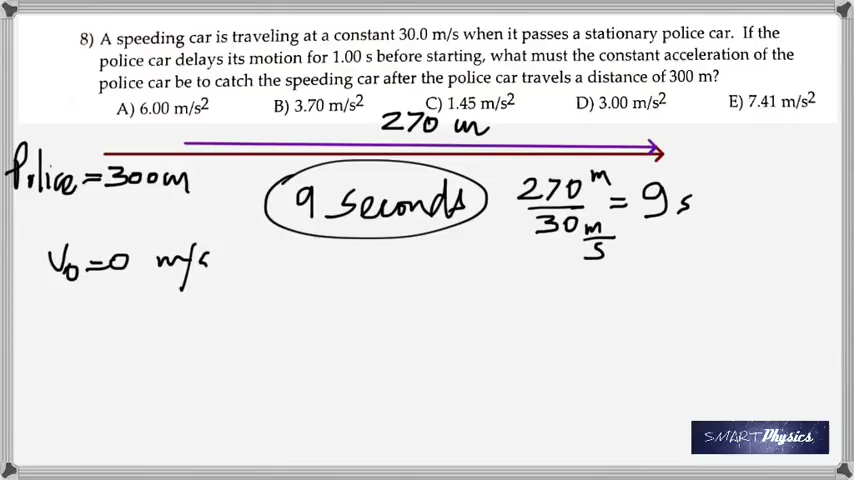 8) A speeding car is traveling at a constant 30.0 m/s when it passes a stationary police car. If the
police car delays its motion for 1.00 s before starting, what must the constant acceleration of the
police car be to catch the speeding car after the police car travels a distance of 300 m?
A) 6.00 m/s2 B) 3.70 m/s2 C) 1.45 m/s2 D) 3.00 m/s2 E) 7.41 m/s2
270 m
Police = 300m
9 seconds
270 m / 30 m/s = 9 s
V0 = 0 m/s
SMART Physics